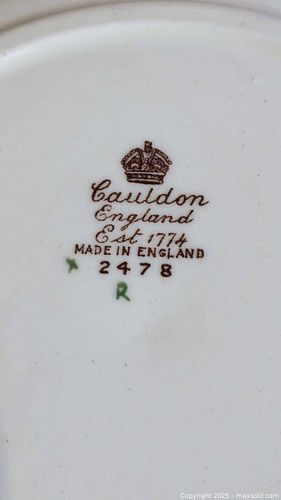 Cauldon
England
Est 1774
MADE IN ENGLAND
x 2478
R
Copyright 2025 - maxsold.com